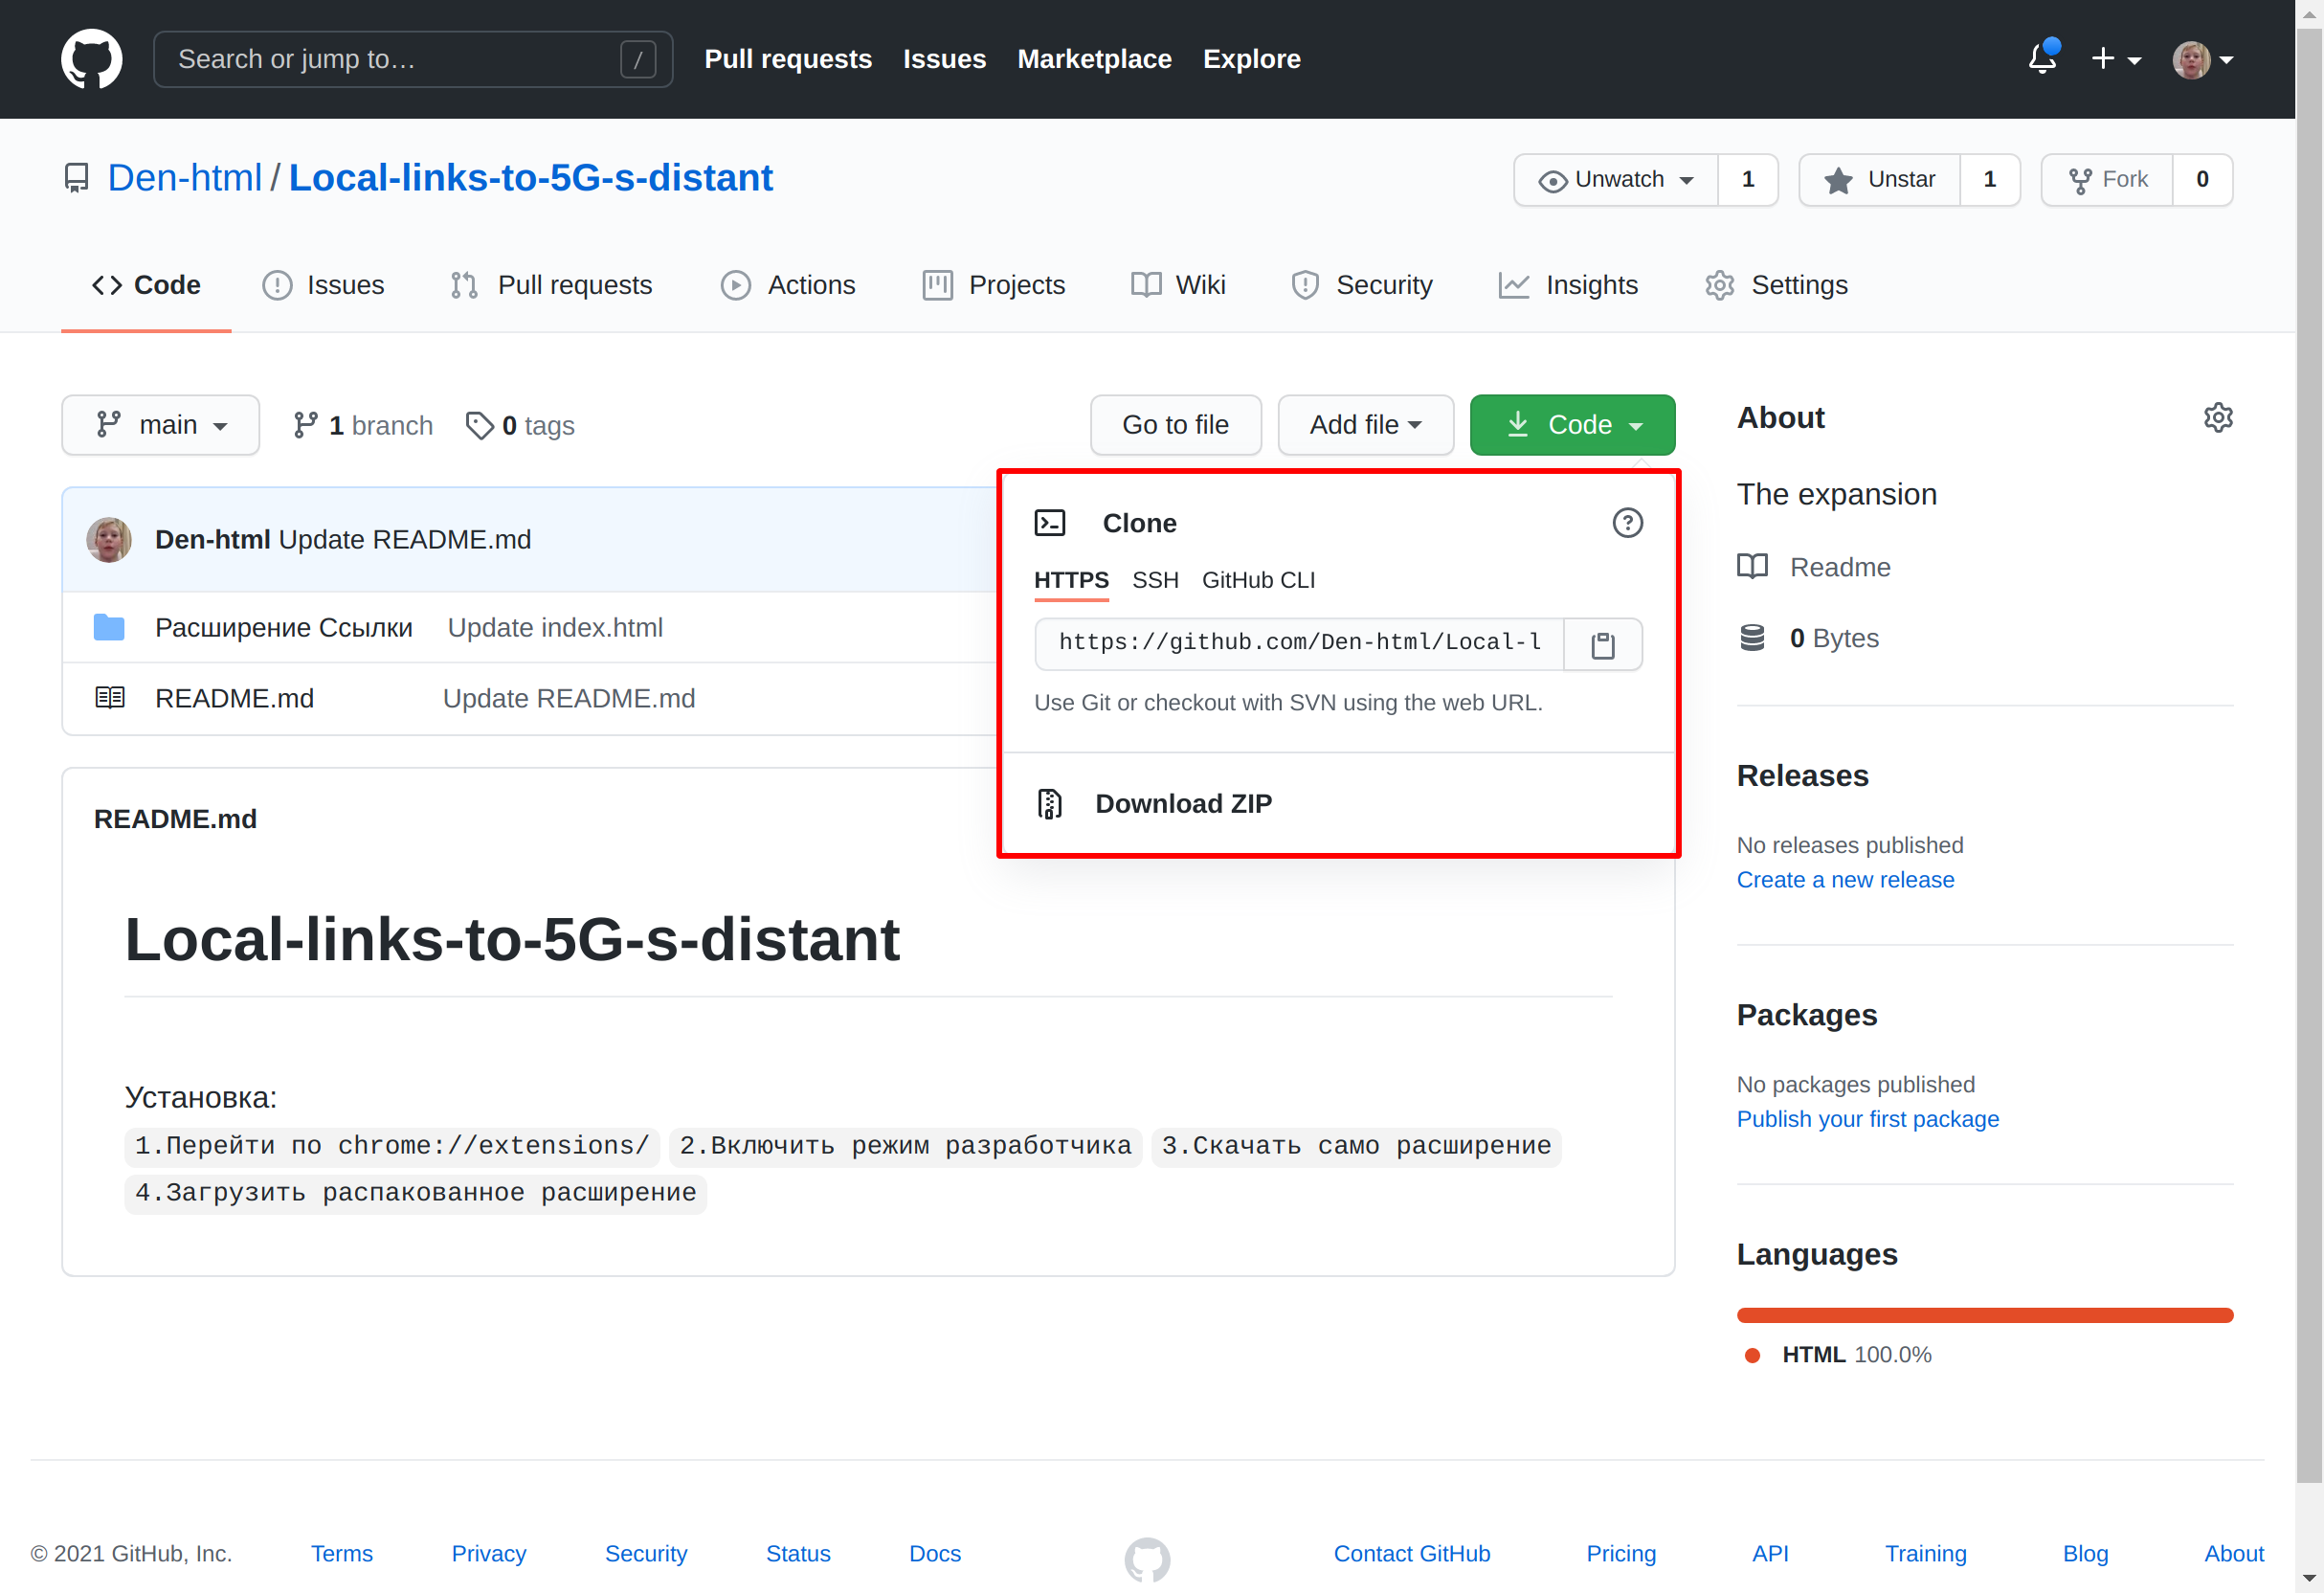 Search or jump to… /
Pull requests Issues Marketplace Explore
Den-html / Local-links-to-5G-s-distant
Unwatch 1 Unstar 1 Fork 0
Code Issues Pull requests Actions Projects Wiki Security Insights Settings
main 1 branch 0 tags
Go to file Add file Code
Den-html Update README.md
Расширение Ссылки Update index.html
README.md Update README.md
Clone
HTTPS SSH GitHub CLI
https://github.com/Den-html/Local-l
Use Git or checkout with SVN using the web URL.
Download ZIP
README.md
Local-links-to-5G-s-distant
Установка:
1.Перейти по chrome://extensions/ 2.Включить режим разработчика 3.Скачать само расширение
4.Загрузить распакованное расширение
About
The expansion
Readme
0 Bytes
Releases
No releases published
Create a new release
Packages
No packages published
Publish your first package
Languages
HTML 100.0%
© 2021 GitHub, Inc. Terms Privacy Security Status Docs Contact GitHub Pricing API Training Blog About